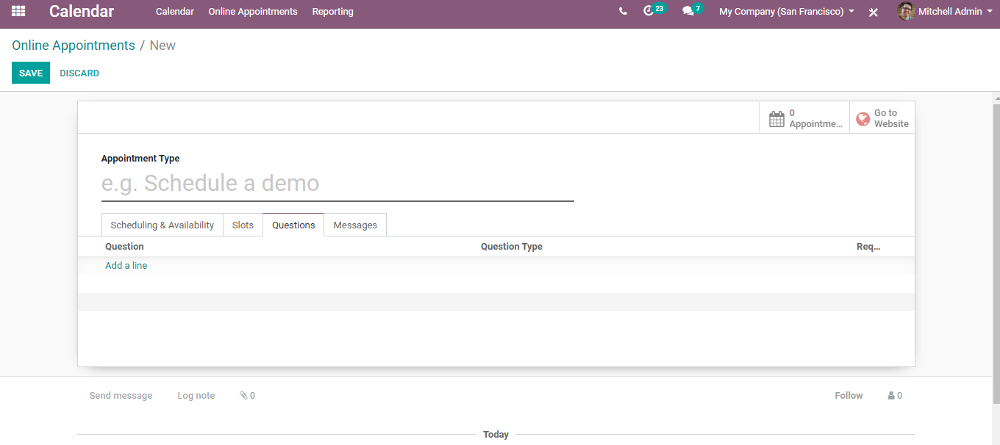 Calendar Calendar Online Appointments Reporting 23 7 My Company (San Francisco) Mitchell Admin
Online Appointments / New
SAVE DISCARD
0 Appointme...
Go to Website
Appointment Type
e.g. Schedule a demo
Scheduling & Availability Slots Questions Messages
Question Question Type Req...
Add a line
Send message Log note 0 Follow 0
Today